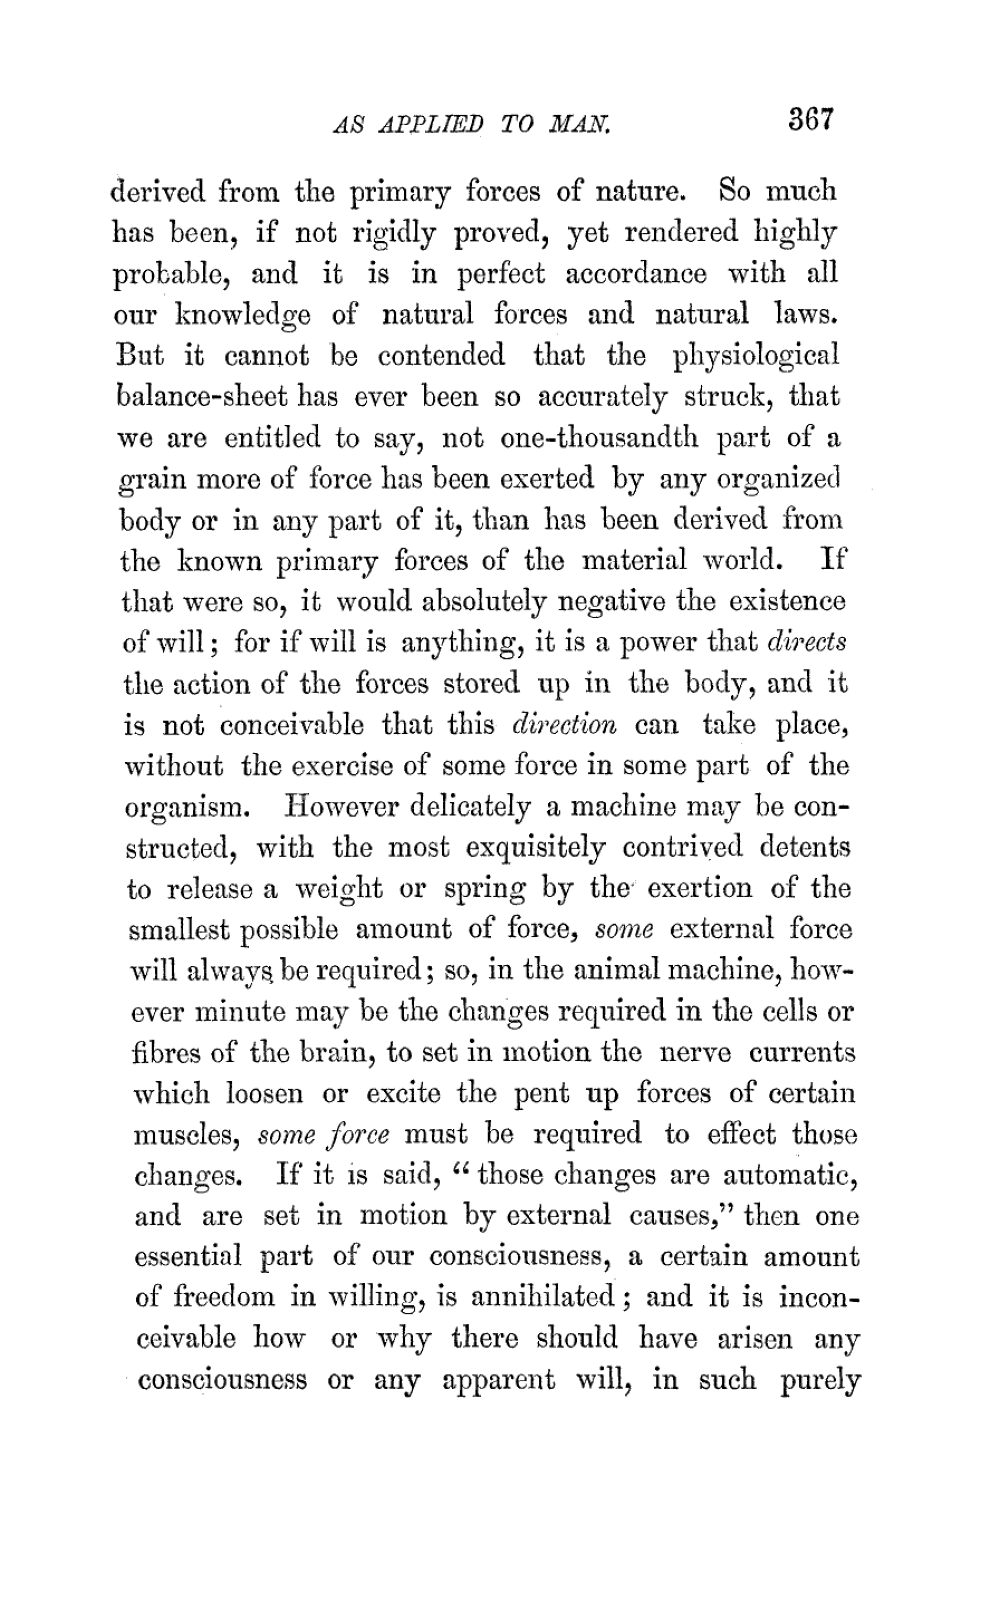 AS APPLIED TO MAN. 367
derived from the primary forces of nature. So much
has been, if not rigidly proved, yet rendered highly
probable, and it is in perfect accordance with all
our knowledge of natural forces and natural laws.
But it cannot be contended that the physiological
balance-sheet has ever been so accurately struck, that
we are entitled to say, not one-thousandth part of a
grain more of force has been exerted by any organized
body or in any part of it, than has been derived from
the known primary forces of the material world. If
that were so, it would absolutely negative the existence
of will; for if will is anything, it is a power that directs
the action of the forces stored up in the body, and it
is not conceivable that this direction can take place,
without the exercise of some force in some part of the
organism. However delicately a machine may be con-
structed, with the most exquisitely contrived detents
to release a weight or spring by the exertion of the
smallest possible amount of force, some external force
will always be required; so, in the animal machine, how-
ever minute may be the changes required in the cells or
fibres of the brain, to set in motion the nerve currents
which loosen or excite the pent up forces of certain
muscles, some force must be required to effect those
changes. If it is said, “those changes are automatic,
and are set in motion by external causes,” then one
essential part of our consciousness, a certain amount
of freedom in willing, is annihilated; and it is incon-
ceivable how or why there should have arisen any
consciousness or any apparent will, in such purely